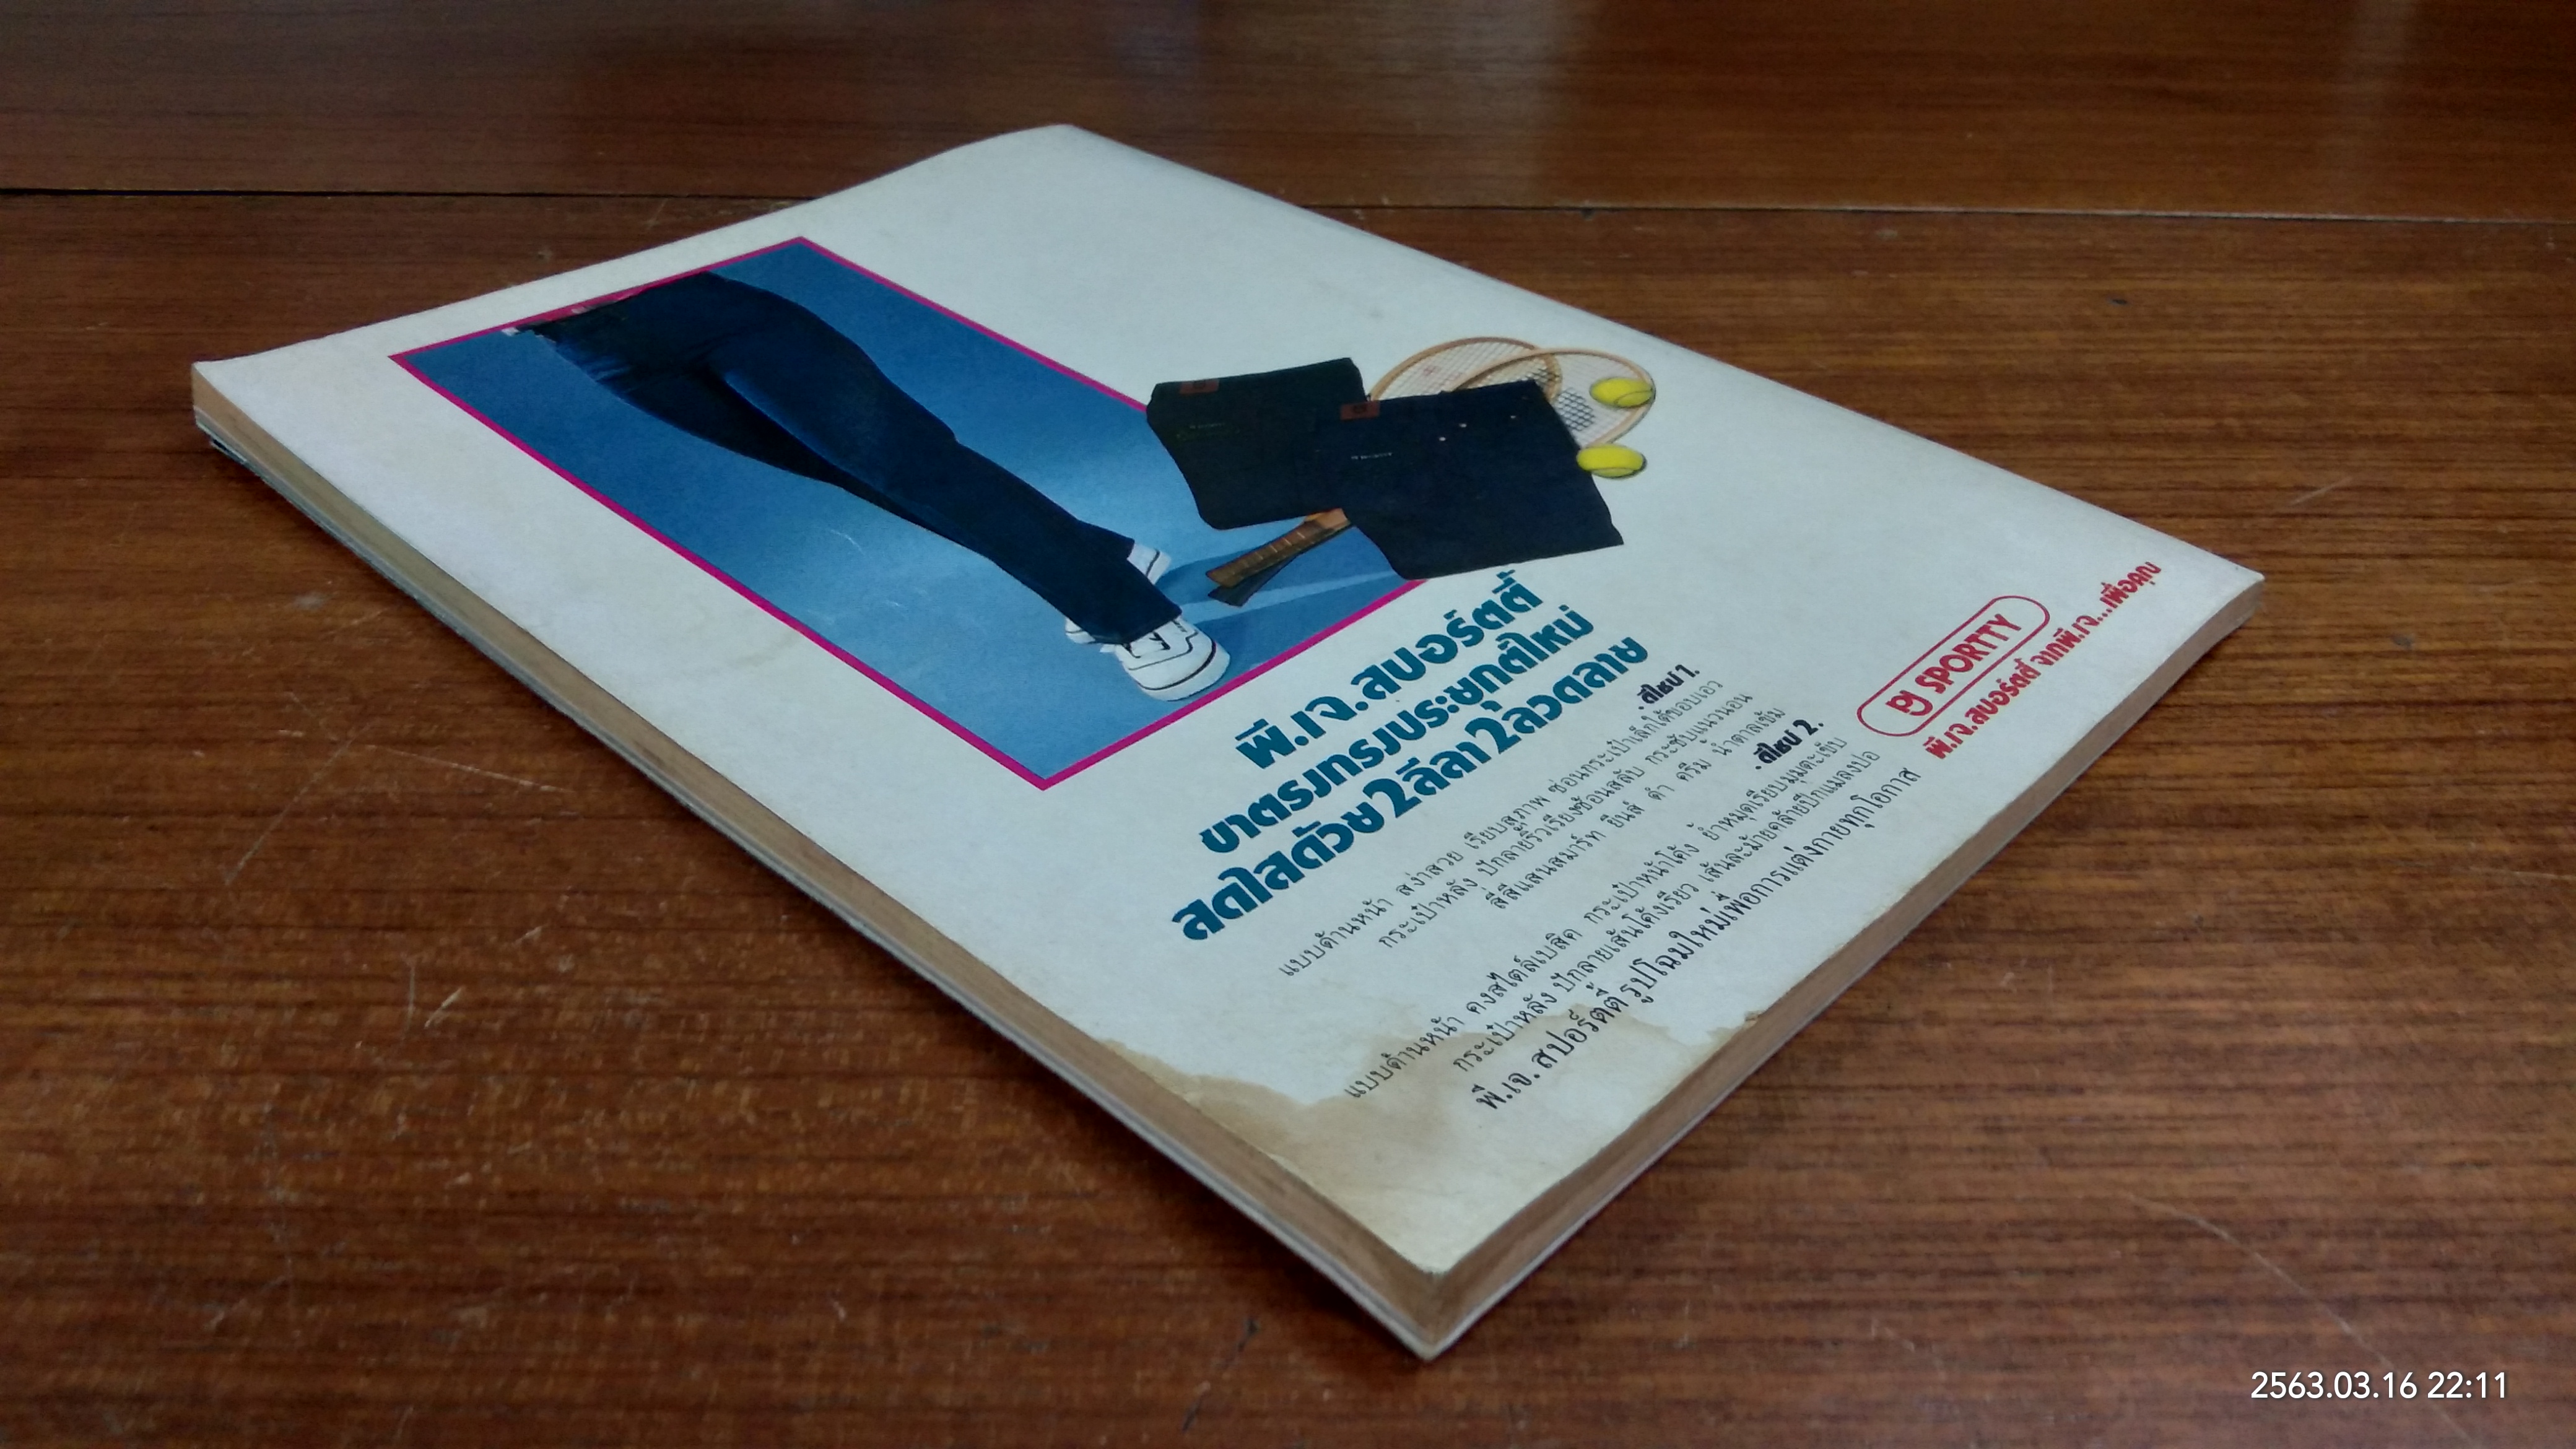 พี.เจ.สปอร์ตตี้
ขาตรงทรงประยุกต์ใหม่
สดใสด้วย 2 ลีลา 2 ลวดลาย
. ดีไซน์ 1.
แบบด้านหน้า สง่าสวย เรียบสุภาพ ซ่อนกระเป๋าเล็กใต้ขอบเอว
กระเป๋าหลัง ปักลายริ้วเรียงซ้อนสลับ กระชับแนวนอน
สีสีแสนสมาร์ท ยีนส์ ดำ ครีม น้ำตาลเข้ม
. ดีไซน์ 2.
แบบด้านหน้า คงสไตล์เบสิค กระเป๋าหน้าโค้ง ย้ำหมุดเรียบมุมตะเข็บ
กระเป๋าหลัง ปักลายเส้นโค้งเรียว เส้นละม้ายคล้ายปีกแมลงปอ
พี.เจ. สปอร์ตตี้ รูปโฉมใหม่เพื่อการแต่งกายทุกโอกาส
PJ SPORTTY
พี.เจ.สปอร์ตตี้ จากพี.เจ...เพื่อคุณ
2563.03.16 22:11